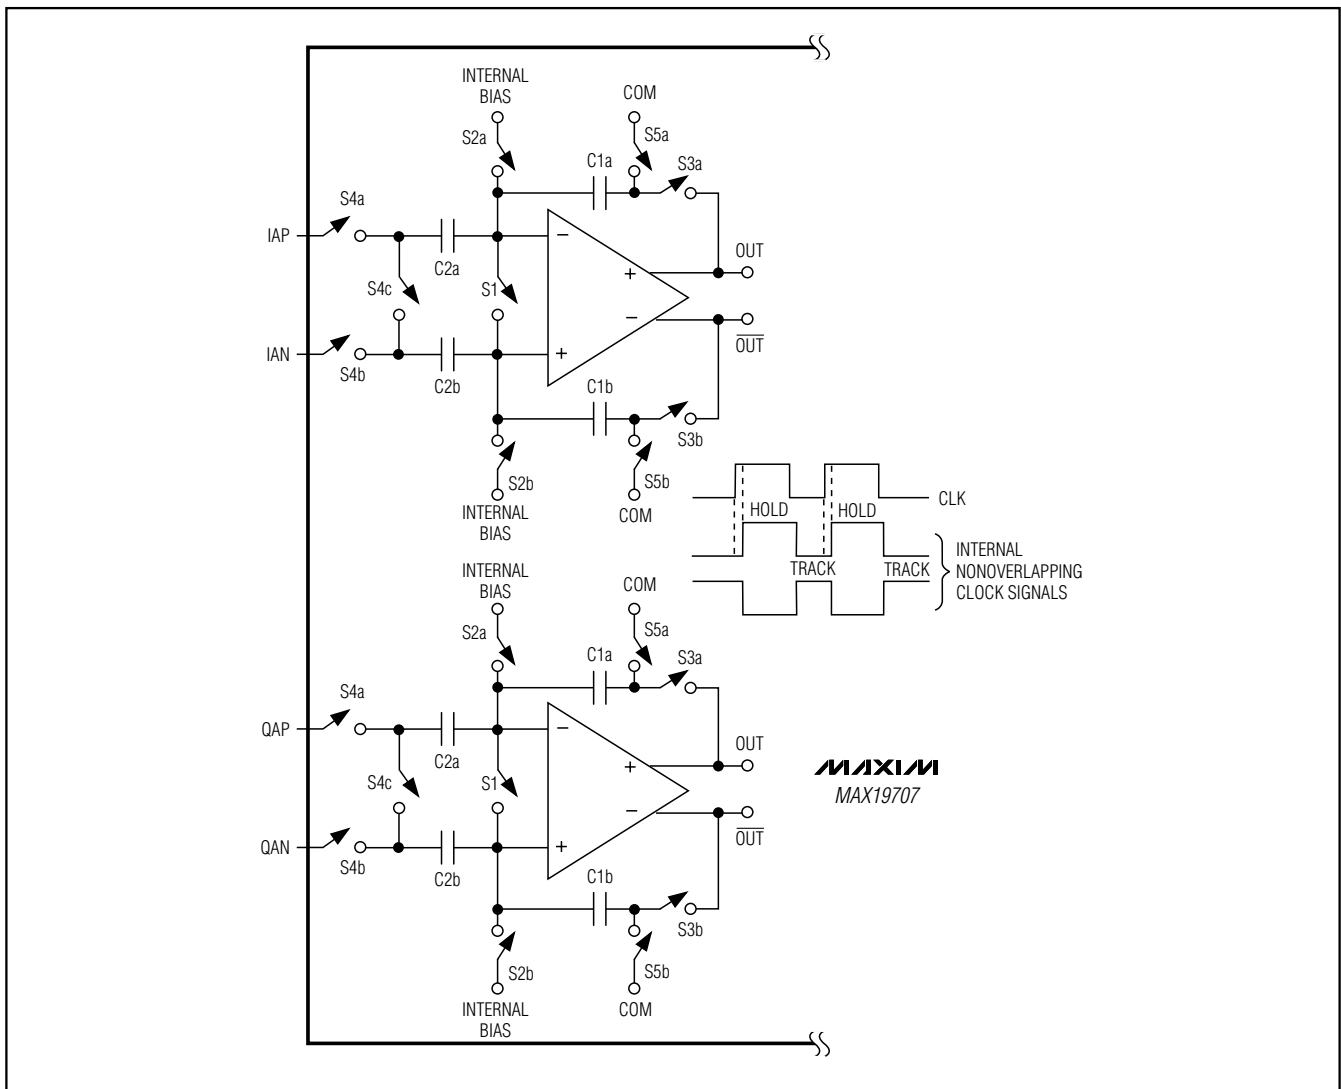 INTERNAL
BIAS
COM
S2a
S5a
C1a
S3a
S4a
IAP
−
OUT
C2a
+
S4c
S1
−
OUT
IAN
+
S4b
C2b
C1b
S3b
S2b
S5b
INTERNAL
BIAS
COM
CLK
HOLD
HOLD
TRACK
TRACK
INTERNAL
NONOVERLAPPING
CLOCK SIGNALS
INTERNAL
BIAS
COM
S2a
S5a
C1a
S3a
S4a
QAP
−
OUT
C2a
+
S4c
S1
−
OUT
QAN
+
S4b
C2b
C1b
S3b
S2b
S5b
INTERNAL
BIAS
COM
MAXIM
MAX19707